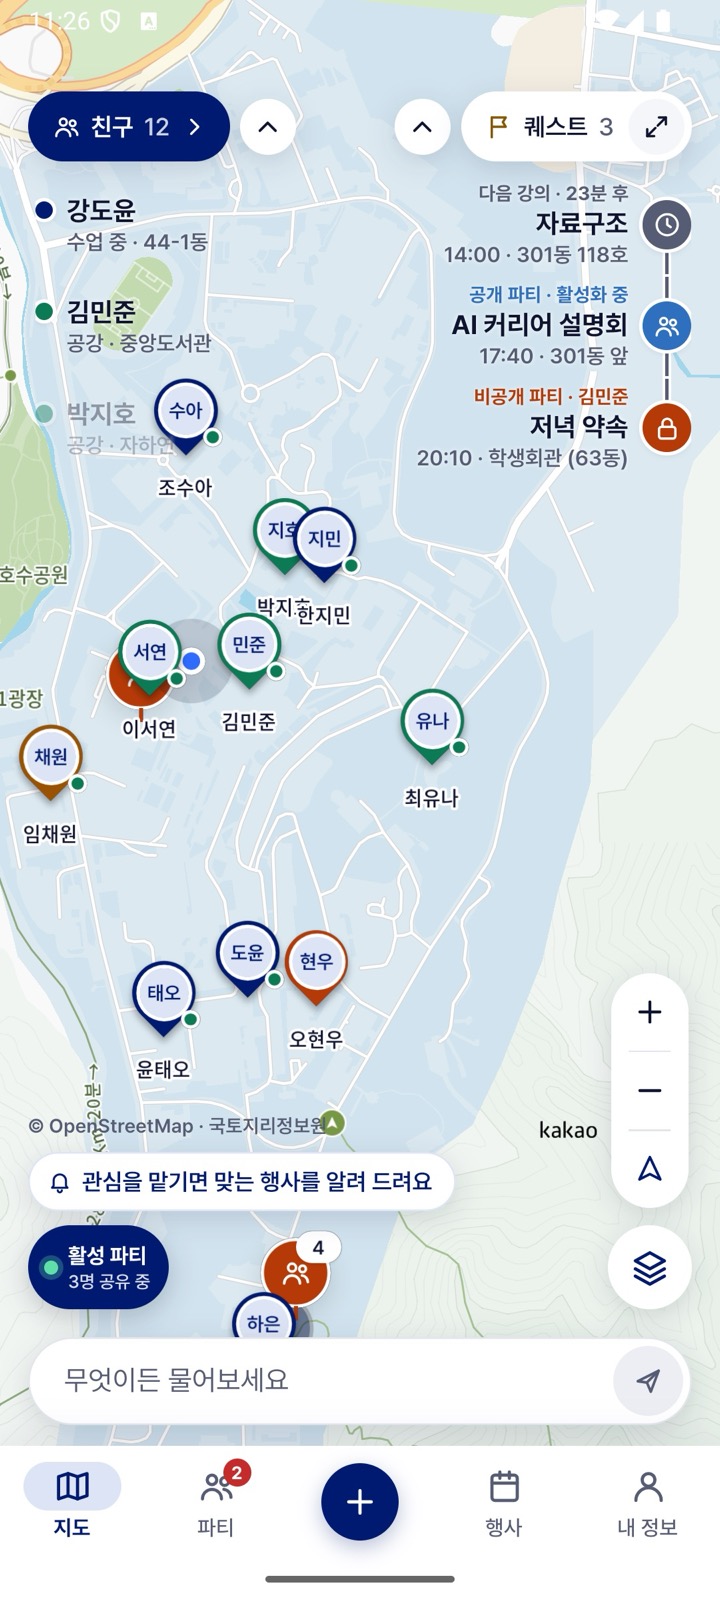 11:26
친구 12
퀘스트 3
강도윤
수업 중 · 44-1동
김민준
공강 · 중앙도서관
박지호
공강 · 자하연
다음 강의 · 23분 후
자료구조
14:00 · 301동 118호
공개 파티 · 활성화 중
AI 커리어 설명회
17:40 · 301동 앞
비공개 파티 · 김민준
저녁 약속
20:10 · 학생회관 (63동)
수아
조수아
지호
지민
박지호
한지민
호수공원
서연
이서연
민준
김민준
1광장
유나
최유나
채원
임채원
도윤
현우
오현우
태오
윤태오
20분
© OpenStreetMap · 국토지리정보원
kakao
관심을 맡기면 맞는 행사를 알려 드려요
활성 파티
3명 공유 중
4
하은
무엇이든 물어보세요
지도
파티
2
행사
내 정보